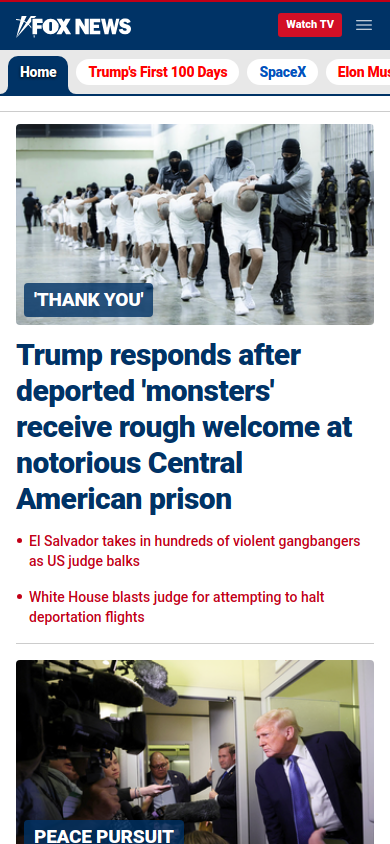 FOX NEWS
Watch TV
Home
Trump's First 100 Days
SpaceX
Elon Mus
'THANK YOU'
Trump responds after
deported 'monsters'
receive rough welcome at
notorious Central
American prison
El Salvador takes in hundreds of violent gangbangers
as US judge balks
White House blasts judge for attempting to halt
deportation flights
PEACE PURSUIT